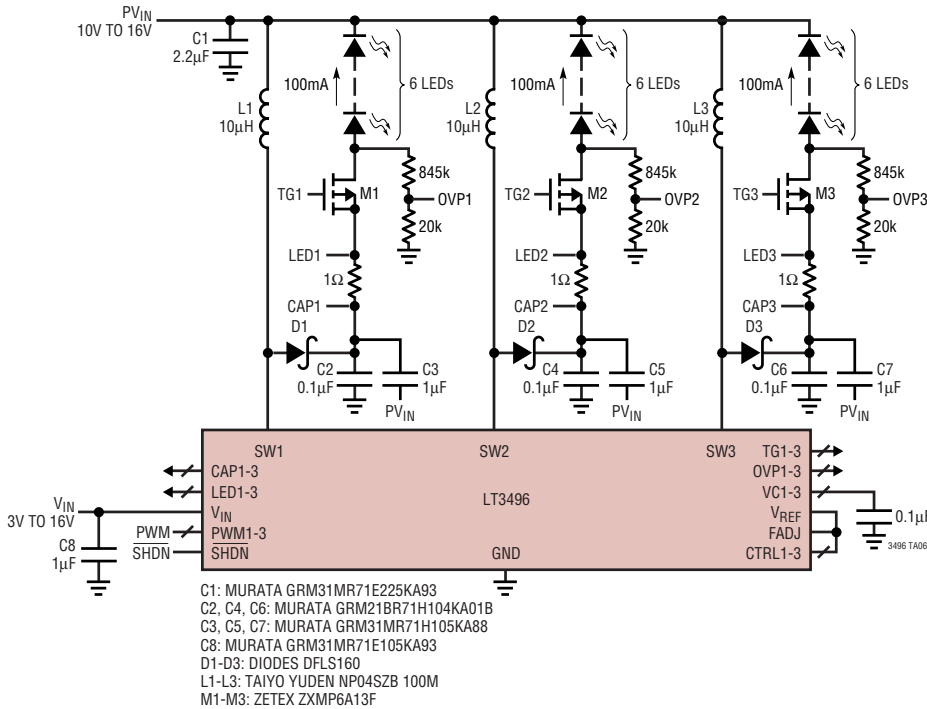 PVIN
10V TO 16V
C1
2.2µF
100mA
6 LEDs
100mA
6 LEDs
100mA
6 LEDs
L1
10µH
L2
10µH
L3
10µH
845k
845k
845k
TG1
M1
OVP1
TG2
M2
OVP2
TG3
M3
OVP3
20k
20k
20k
LED1
LED2
LED3
1Ω
1Ω
1Ω
CAP1
CAP2
CAP3
D1
D2
D3
C2
0.1µF
C3
1µF
C4
0.1µF
C5
1µF
C6
0.1µF
C7
1µF
PVIN
PVIN
PVIN
SW1
SW2
SW3
TG1-3
CAP1-3
OVP1-3
LED1-3
LT3496
VC1-3
VIN
3V TO 16V
VIN
VREF
0.1µF
PWM
PWM1-3
FADJ
C8
1µF
SHDN
SHDN
GND
CTRL1-3
3496 TA06
C1: MURATA GRM31MR71E225KA93
C2, C4, C6: MURATA GRM21BR71H104KA01B
C3, C5, C7: MURATA GRM31MR71H105KA88
C8: MURATA GRM31MR71E105KA93
D1-D3: DIODES DFLS160
L1-L3: TAIYO YUDEN NP04SZB 100M
M1-M3: ZETEX ZXMP6A13F